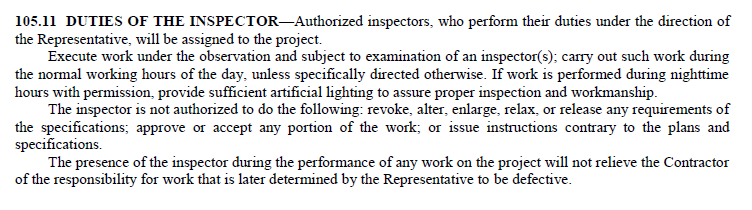 105.11 DUTIES OF THE INSPECTOR—Authorized inspectors, who perform their duties under the direction of
the Representative, will be assigned to the project.
Execute work under the observation and subject to examination of an inspector(s); carry out such work during
the normal working hours of the day, unless specifically directed otherwise. If work is performed during nighttime
hours with permission, provide sufficient artificial lighting to assure proper inspection and workmanship.
The inspector is not authorized to do the following: revoke, alter, enlarge, relax, or release any requirements of
the specifications; approve or accept any portion of the work; or issue instructions contrary to the plans and
specifications.
The presence of the inspector during the performance of any work on the project will not relieve the Contractor
of the responsibility for work that is later determined by the Representative to be defective.